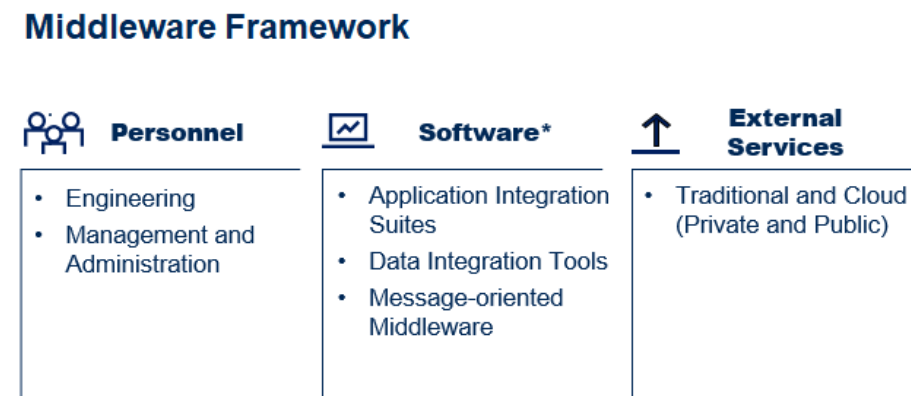 Middleware Framework
Personnel
• Engineering
• Management and
Administration
Software*
• Application Integration
Suites
• Data Integration Tools
• Message-oriented
Middleware
External
Services
• Traditional and Cloud
(Private and Public)